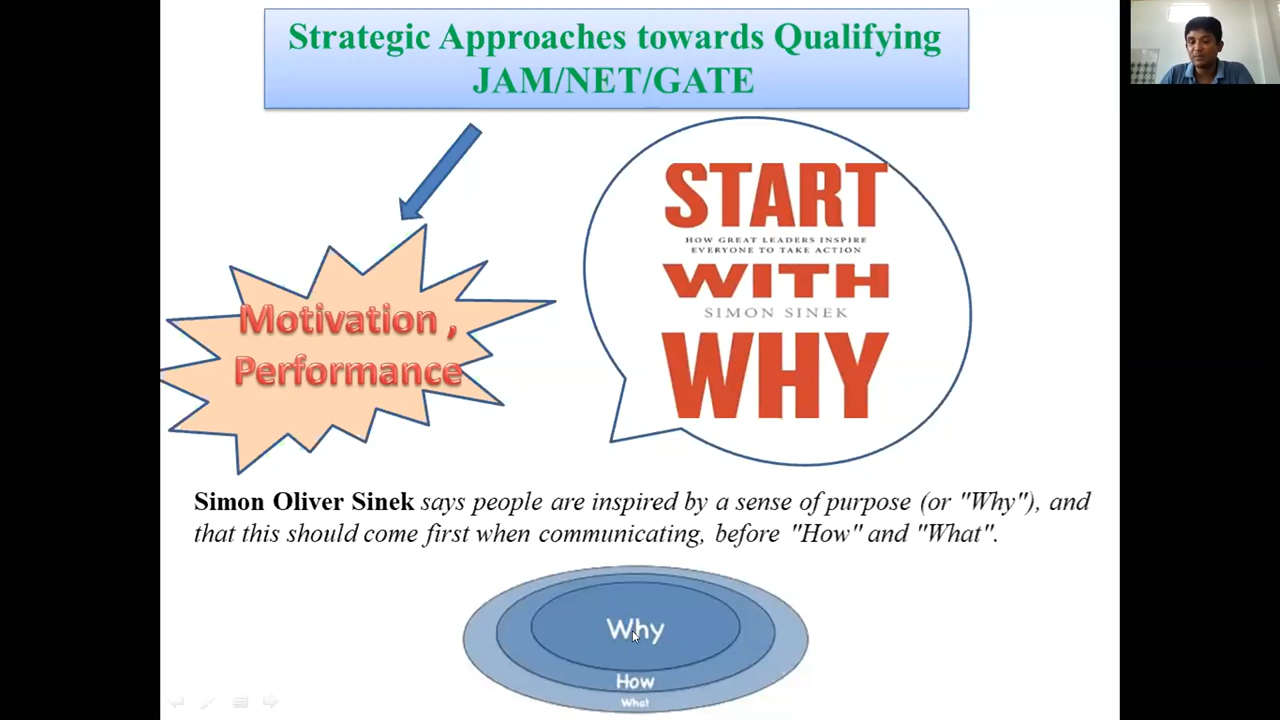 Strategic Approaches towards Qualifying
JAM/NET/GATE
Motivation ,
Performance
START
HOW GREAT LEADERS INSPIRE
EVERYONE TO TAKE ACTION
WITH
SIMON SINEK
WHY
Simon Oliver Sinek says people are inspired by a sense of purpose (or "Why"), and
that this should come first when communicating, before "How" and "What".
Why
How
What